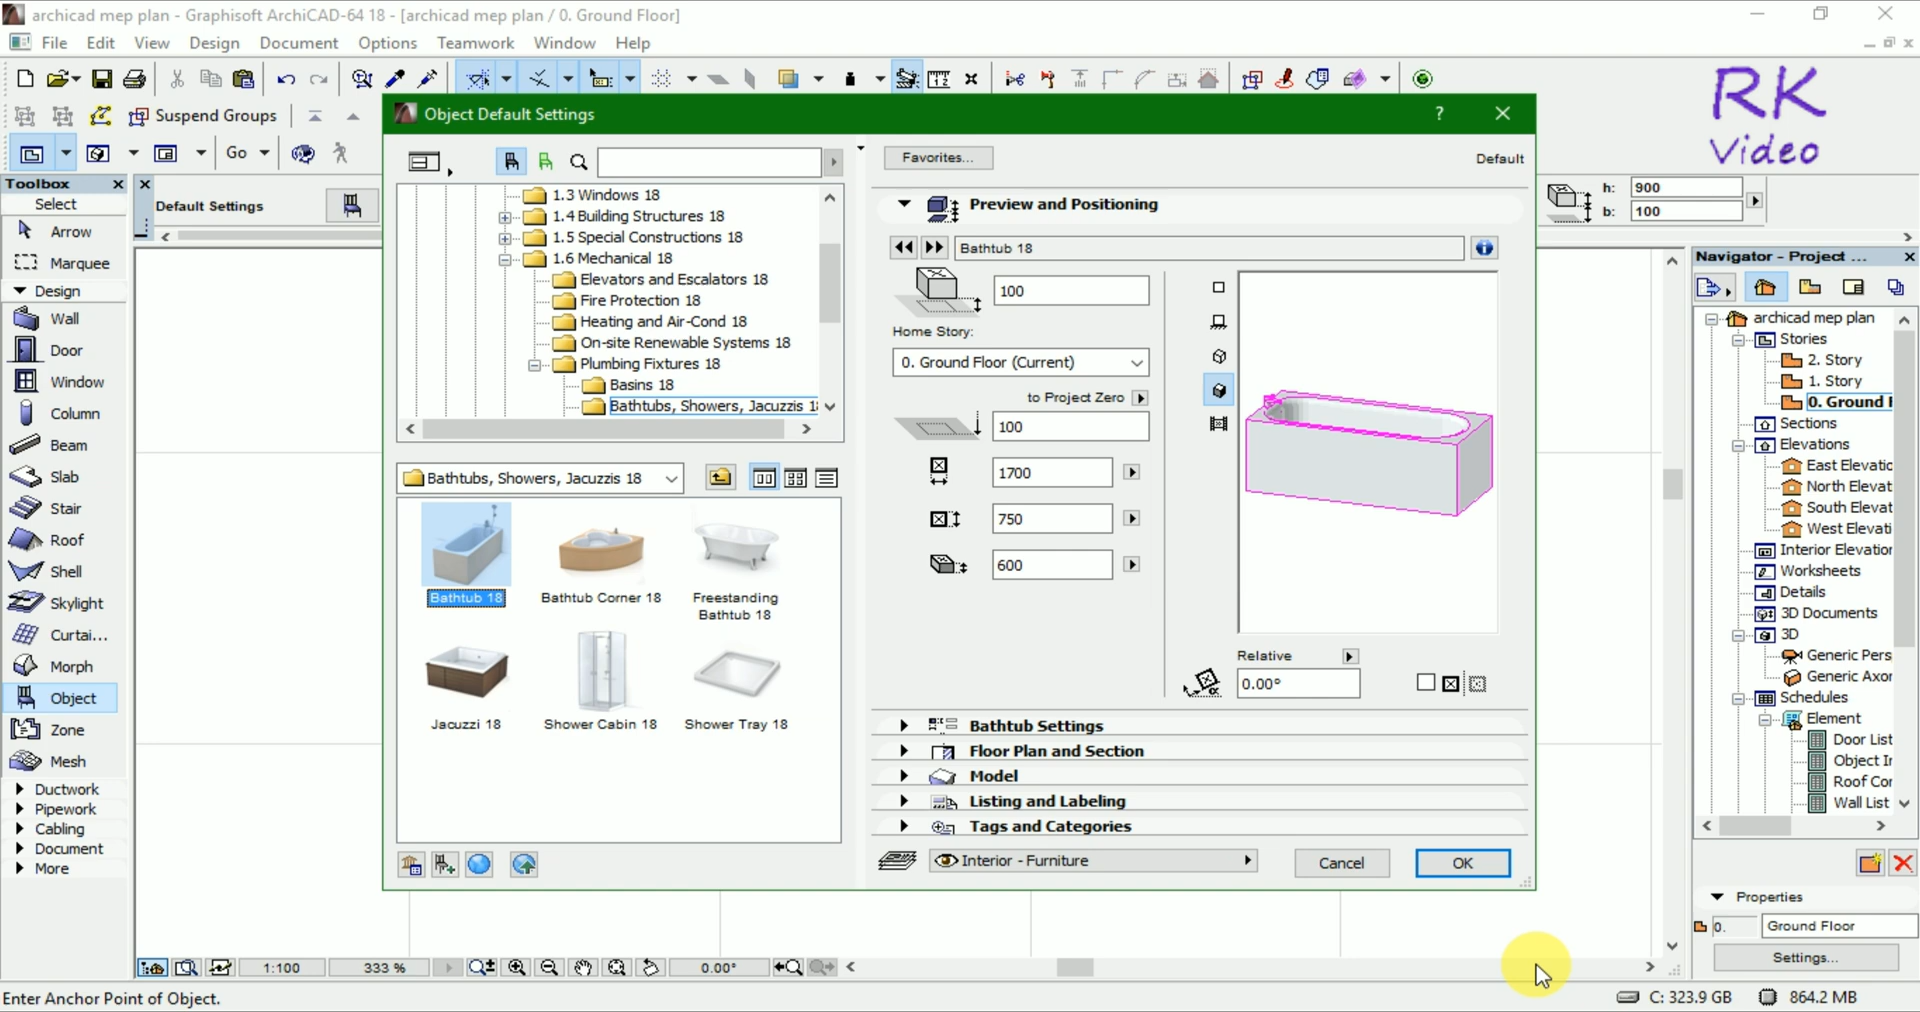 archicad mep plan - Graphisoft ArchiCAD-64 18 - [archicad mep plan / 0. Ground Floor]
File Edit View Design Document Options Teamwork Window Help
Suspend Groups
Go
RK
Video
Toolbox
Select
Default Settings
h: 900
b: 100
Arrow
Marquee
Design
Wall
Door
Window
Column
Beam
Slab
Stair
Roof
Shell
Skylight
Curtai...
Morph
Object
Zone
Mesh
Ductwork
Pipework
Cabling
Document
More
Object Default Settings
?
1.3 Windows 18
1.4 Building Structures 18
1.5 Special Constructions 18
1.6 Mechanical 18
Elevators and Escalators 18
Fire Protection 18
Heating and Air-Cond 18
On-site Renewable Systems 18
Plumbing Fixtures 18
Basins 18
Bathtubs, Showers, Jacuzzis 1
Bathtubs, Showers, Jacuzzis 18
Bathtub 18
Bathtub Corner 18
Freestanding
Bathtub 18
Jacuzzi 18
Shower Cabin 18
Shower Tray 18
Favorites...
Default
Preview and Positioning
Bathtub 18
100
Home Story:
0. Ground Floor (Current)
to Project Zero
100
1700
750
600
Relative
0.00°
Bathtub Settings
Floor Plan and Section
Model
Listing and Labeling
Tags and Categories
Interior - Furniture
Cancel
OK
Navigator - Project ...
archicad mep plan
Stories
2. Story
1. Story
0. Ground F
Sections
Elevations
East Elevatio
North Elevat
South Elevat
West Elevati
Interior Elevation
Worksheets
Details
3D Documents
3D
Generic Pers
Generic Axon
Schedules
Element
Door List
Object In
Roof Cor
Wall List
Properties
0. Ground Floor
Settings...
1:100
333 %
0.00°
Enter Anchor Point of Object.
C: 323.9 GB
864.2 MB